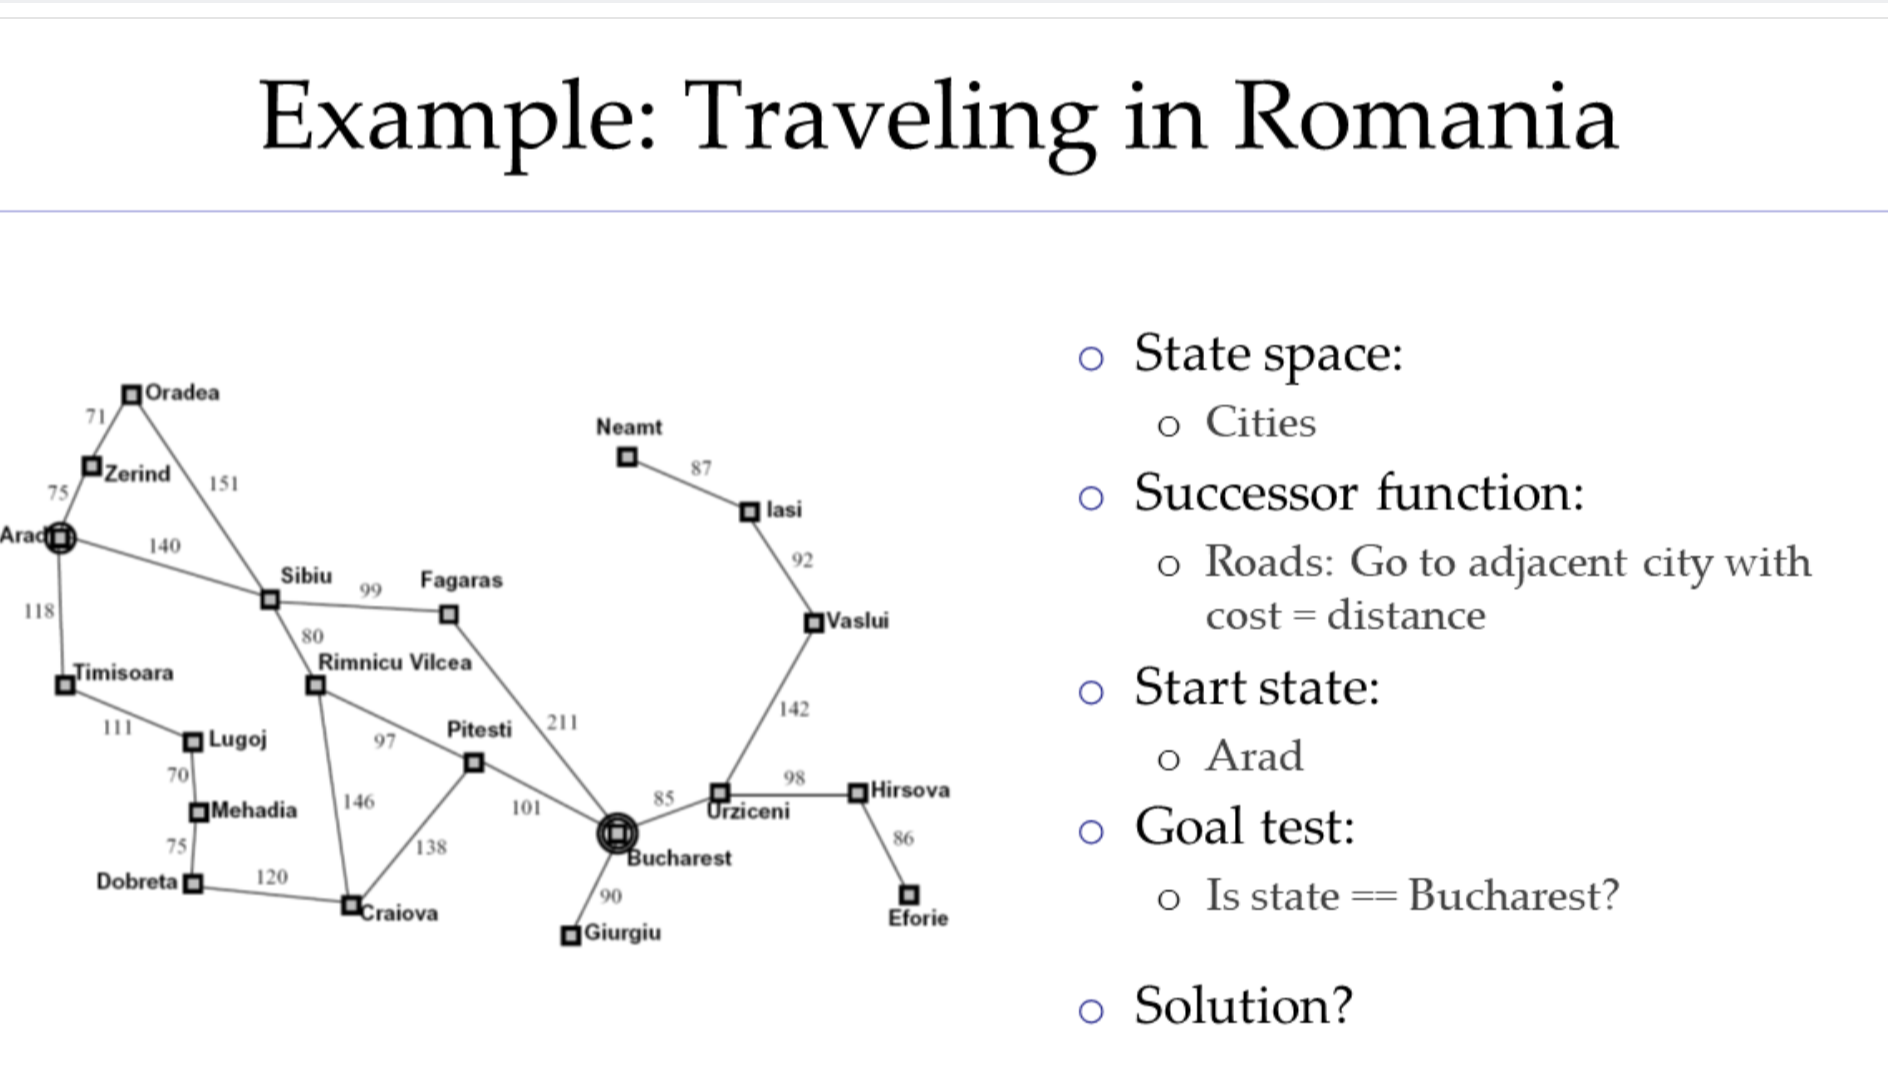 Example: Traveling in Romania
Oradea
71
Neamt
87
Zerind
151
75
Iasi
Arad
140
92
Sibiu
Fagaras
99
118
Vaslui
80
Rimnicu Vilcea
Timisoara
142
111
Pitesti
211
Lugoj
97
70
98
Hirsova
85
146
101
Mehadia
Urziceni
138
86
75
Bucharest
Dobreta
120
90
Craiova
Eforie
Giurgiu
State space:
Cities
Successor function:
Roads: Go to adjacent city with
cost = distance
Start state:
Arad
Goal test:
Is state == Bucharest?
Solution?